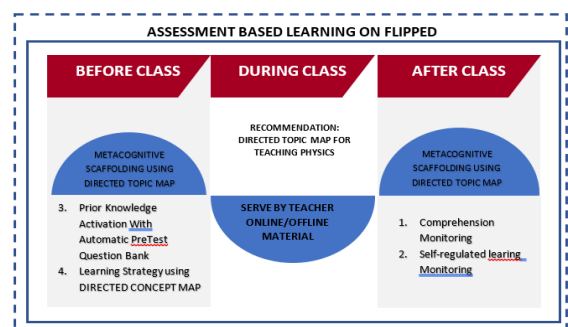 ASSESSMENT BASED LEARNING ON FLIPPED
BEFORE CLASS
METACOGNITIVE
SCAFFOLDING USING
DIRECTED TOPIC MAP
3. Prior Knowledge
Activation With
Automatic PreTest
Question Bank
4. Learning Strategy using
DIRECTED CONCEPT MAP
DURING CLASS
RECOMMENDATION:
DIRECTED TOPIC MAP FOR
TEACHING PHYSICS
SERVE BY TEACHER
ONLINE/OFFLINE
MATERIAL
AFTER CLASS
METACOGNITIVE
SCAFFOLDING USING
DIRECTED TOPIC MAP
1. Comprehension
Monitoring
2. Self-regulated learing
Monitoring